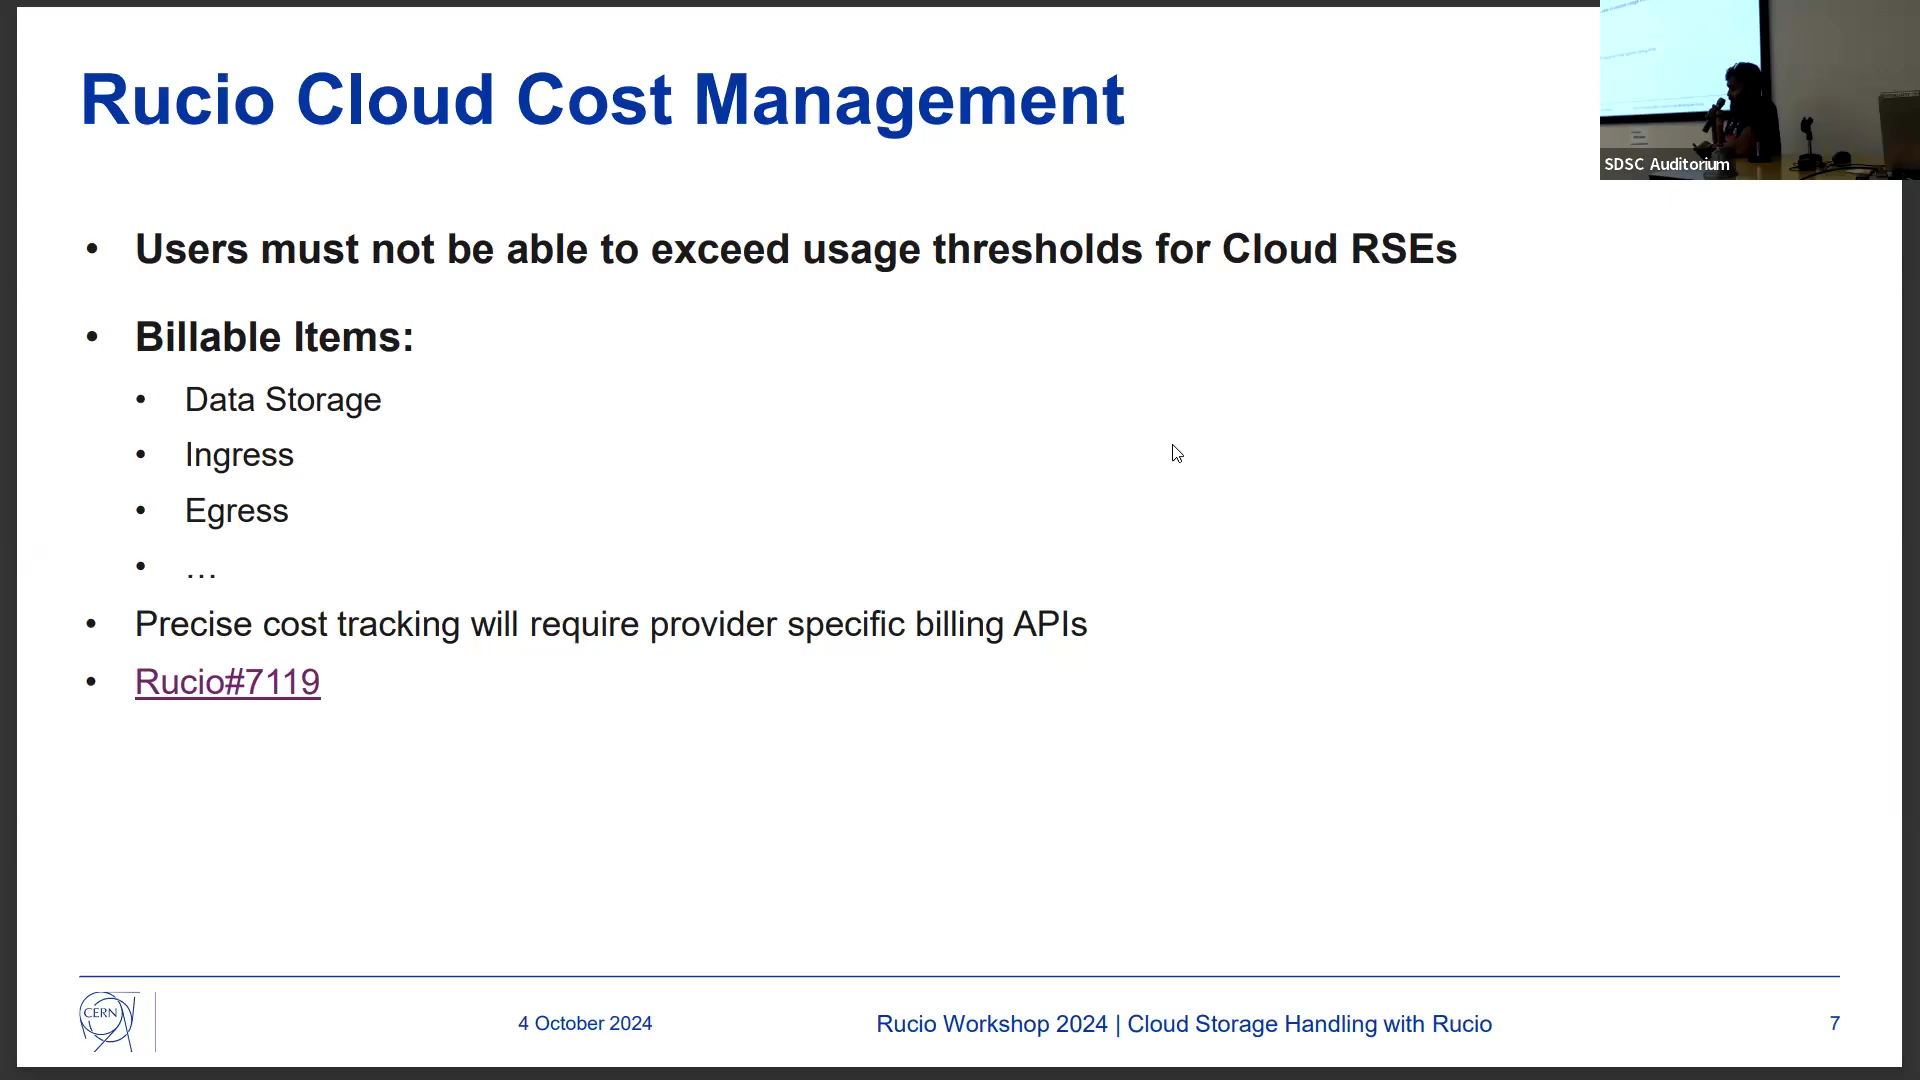 Rucio Cloud Cost Management
SDSC Auditorium
• Users must not be able to exceed usage thresholds for Cloud RSEs
• Billable Items:
• Data Storage
• Ingress
• Egress
• …
• Precise cost tracking will require provider specific billing APIs
• Rucio#7119
CERN
4 October 2024
Rucio Workshop 2024 | Cloud Storage Handling with Rucio
7